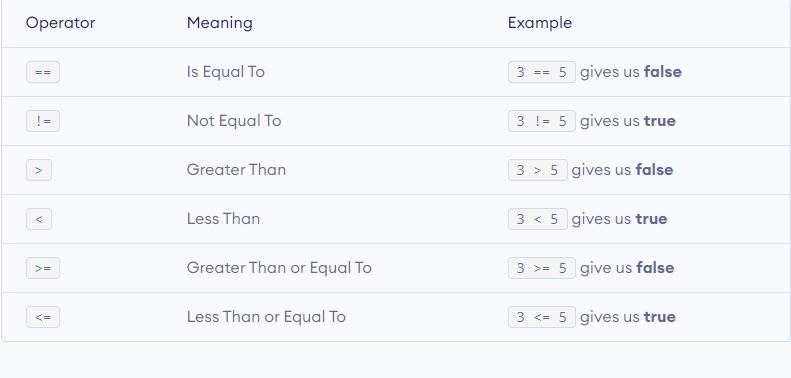 Operator Meaning Example
== Is Equal To 3 == 5 gives us false
!= Not Equal To 3 != 5 gives us true
> Greater Than 3 > 5 gives us false
< Less Than 3 < 5 gives us true
>= Greater Than or Equal To 3 >= 5 give us false
<= Less Than or Equal To 3 <= 5 gives us true